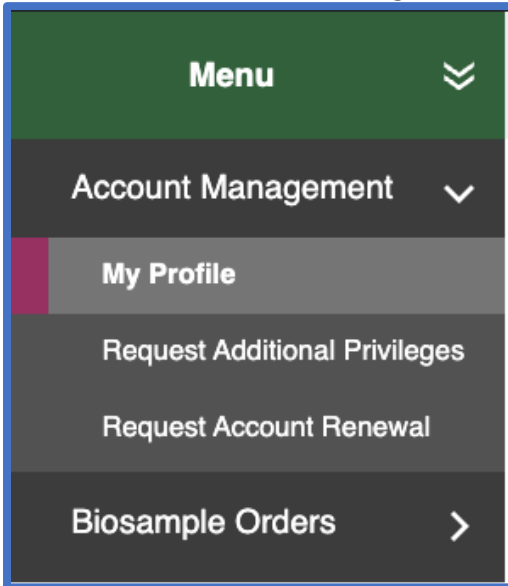 Menu
Account Management
My Profile
Request Additional Privileges
Request Account Renewal
Biosample Orders